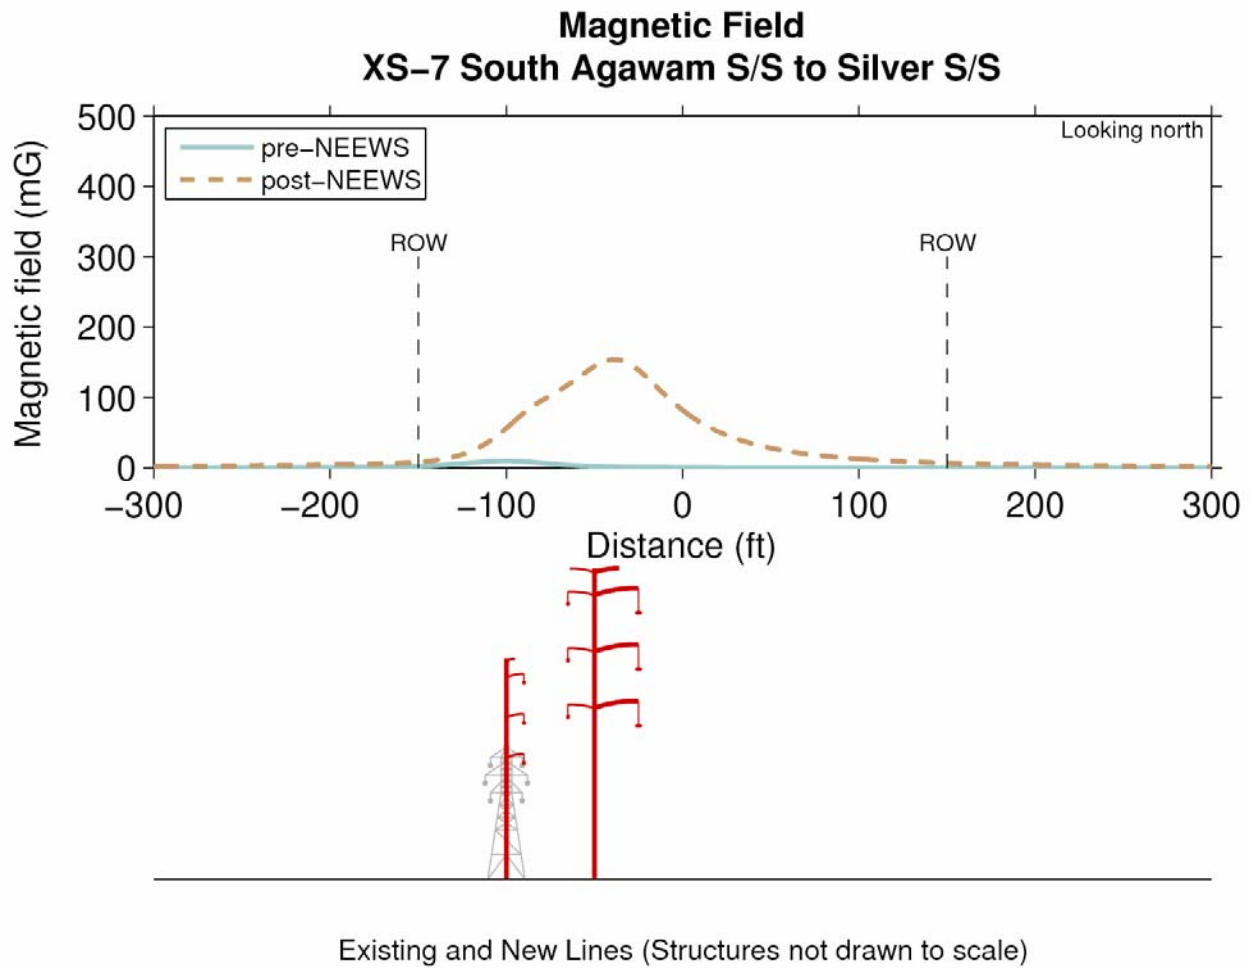 Magnetic Field
XS−7 South Agawam S/S to Silver S/S
Looking north
pre−NEEWS
post−NEEWS
Magnetic field (mG)
500
400
300
200
100
0
ROW
ROW
−300
−200
−100
0
100
200
300
Distance (ft)
Existing and New Lines (Structures not drawn to scale)